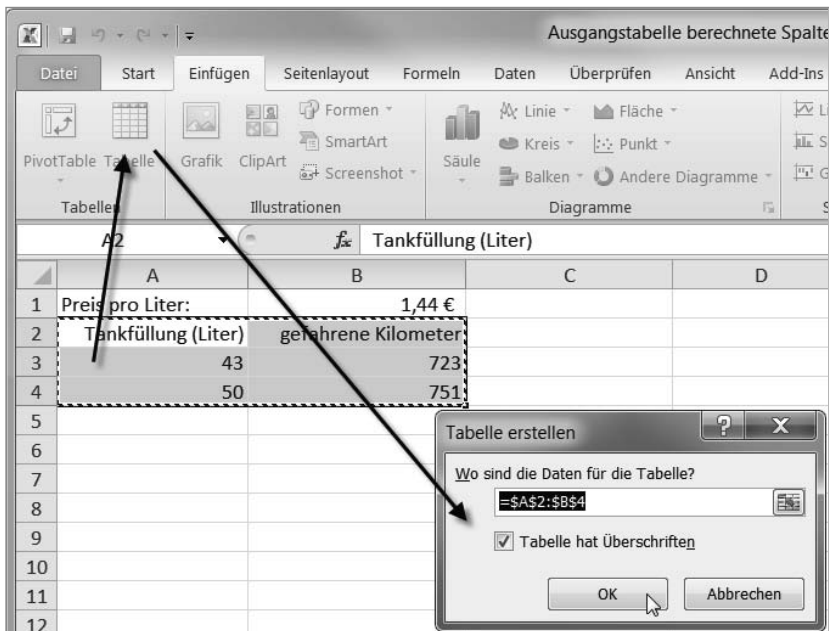 Ausgangstabelle berechnete Spalte
Datei Start Einfügen Seitenlayout Formeln Daten Überprüfen Ansicht Add-Ins
PivotTable Tabelle Grafik ClipArt Formen SmartArt Screenshot Säule Linie Kreis Balken Fläche Punkt Andere Diagramme
Tabellen Illustrationen Diagramme
A2 fx Tankfüllung (Liter)
A B C D
1 Preis pro Liter: 1,44 €
2 Tankfüllung (Liter) gefahrene Kilometer
3 43 723
4 50 751
5
6
7
8
9
10
11
12
Tabelle erstellen
Wo sind die Daten für die Tabelle?
=$A$2:$B$4
Tabelle hat Überschriften
OK Abbrechen